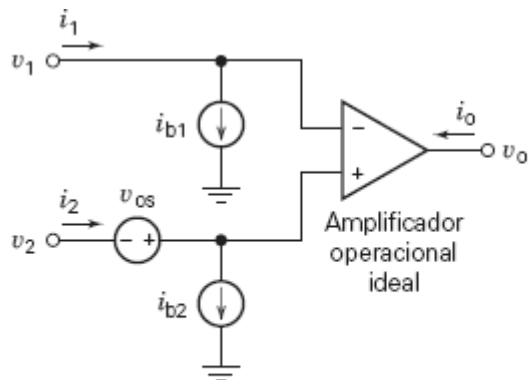 i1
v1
ib1
−
+
io
vo
i2
vos
v2
− +
ib2
Amplificador
operacional
ideal